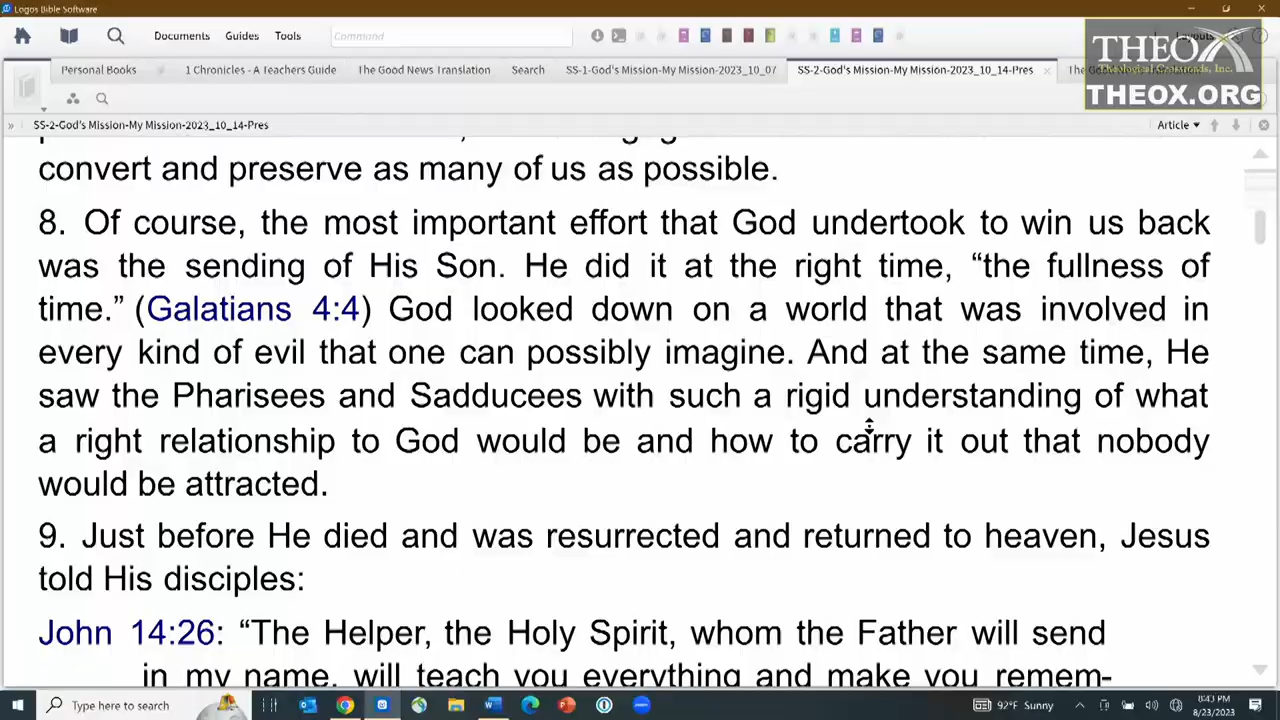 Logos Bible Software
Documents Guides Tools Command Layouts
THEOX
Theological Crossroads, Inc.
THEOX.ORG
Personal Books 1 Chronicles - A Teachers Guide The Good News Translation Search SS-1-God's Mission-My Mission-2023_10_07 SS-2-God's Mission-My Mission-2023_10_14-Pres
SS-2-God's Mission-My Mission-2023_10_14-Pres Article
convert and preserve as many of us as possible.
8. Of course, the most important effort that God undertook to win us back
was the sending of His Son. He did it at the right time, “the fullness of
time.” (Galatians 4:4) God looked down on a world that was involved in
every kind of evil that one can possibly imagine. And at the same time, He
saw the Pharisees and Sadducees with such a rigid understanding of what
a right relationship to God would be and how to carry it out that nobody
would be attracted.
9. Just before He died and was resurrected and returned to heaven, Jesus
told His disciples:
John 14:26: “The Helper, the Holy Spirit, whom the Father will send
in my name, will teach you everything and make you remem-
Type here to search 92°F Sunny 8:43 PM
8/23/2023